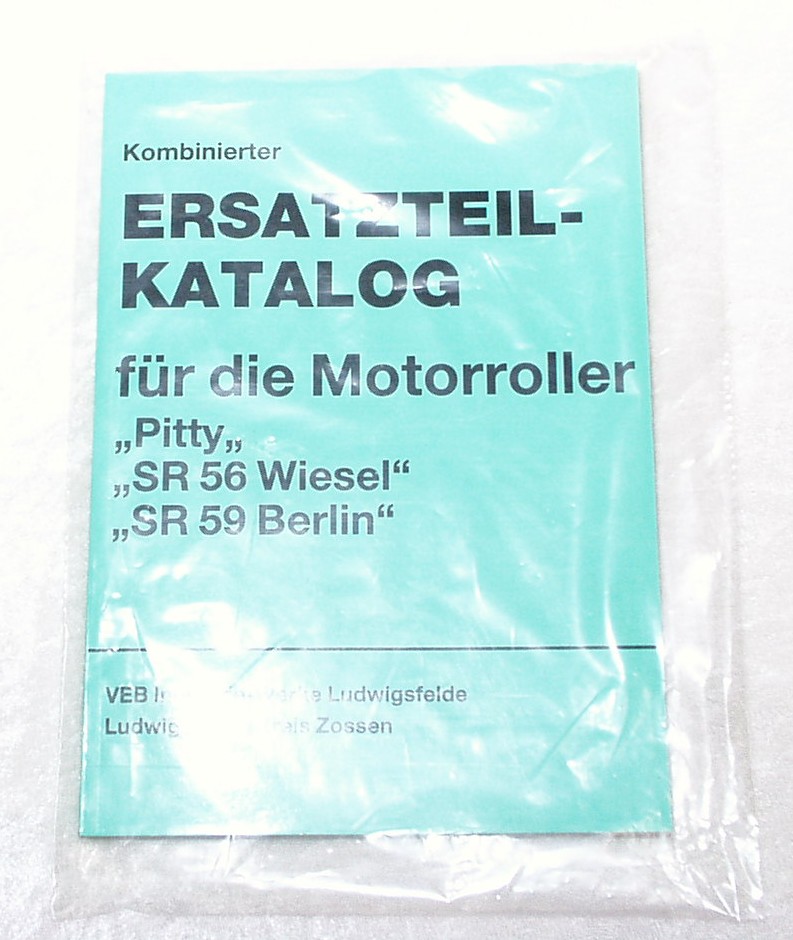 Kombinierter
ERSATZTEIL-
KATALOG
für die Motorroller
„Pitty„
„SR 56 Wiesel“
„SR 59 Berlin“
VEB Ludwigsfelde
Zossen